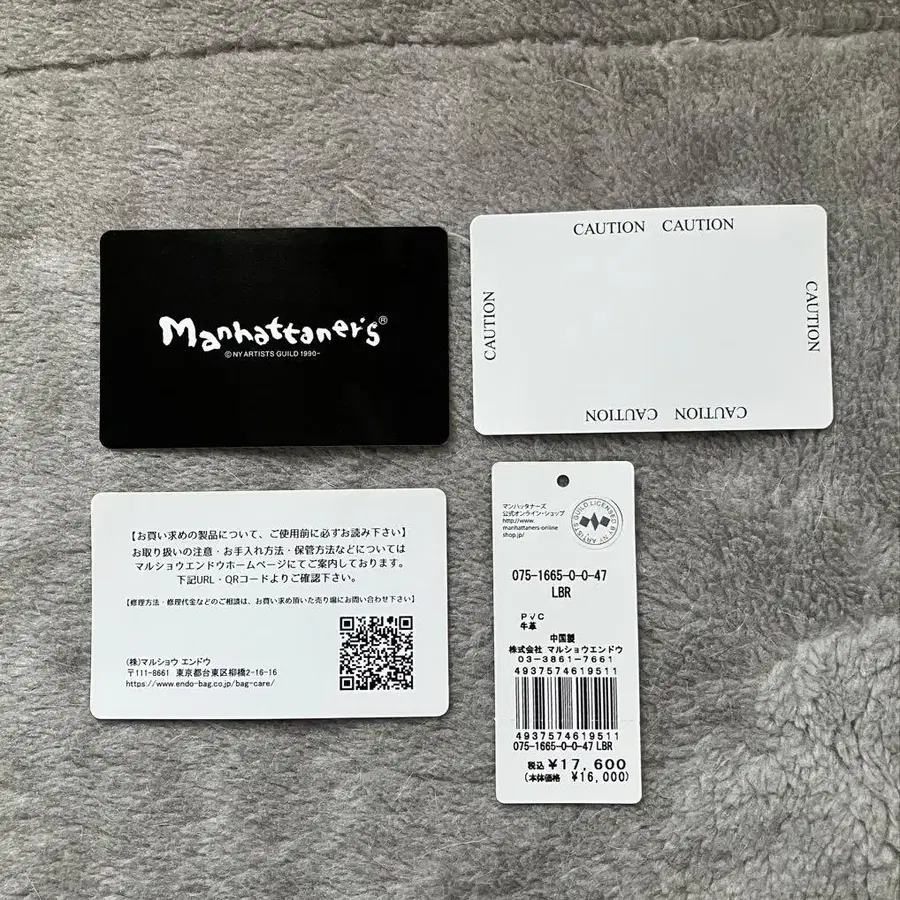 Manhattaner's®
© NY ARTISTS GUILD 1990-
CAUTION CAUTION
CAUTION
CAUTION
CAUTION CAUTION
【お買い求めの製品について、ご使用前に必ずお読み下さい】
お取り扱いの注意・お手入れ方法・保管方法などについては
マルショウエンドウホームページにてご案内しております。
下記URL・QRコードよりご確認下さい。
【修理方法・修理代金などのご相談は、お買い求め頂いた売り場にお問い合わせ下さい】
(株)マルショウ エンドウ
〒111-8661 東京都台東区柳橋2-16-16
https://www.endo-bag.co.jp/bag-care/
マンハッタナーズ
公式オンライン・ショップ
http://www.
manhattaners-online
shop.jp/
NY ARTISTS GUILD LICENSED BY
075-1665-0-0-47
LBR
P√C
牛革
中国製
株式会社 マルショウエンドウ
03-3861-7661
4937574619511
4937574619511
075-1665-0-0-47 LBR
税込 ¥17,600
(本体価格 ¥16,000)